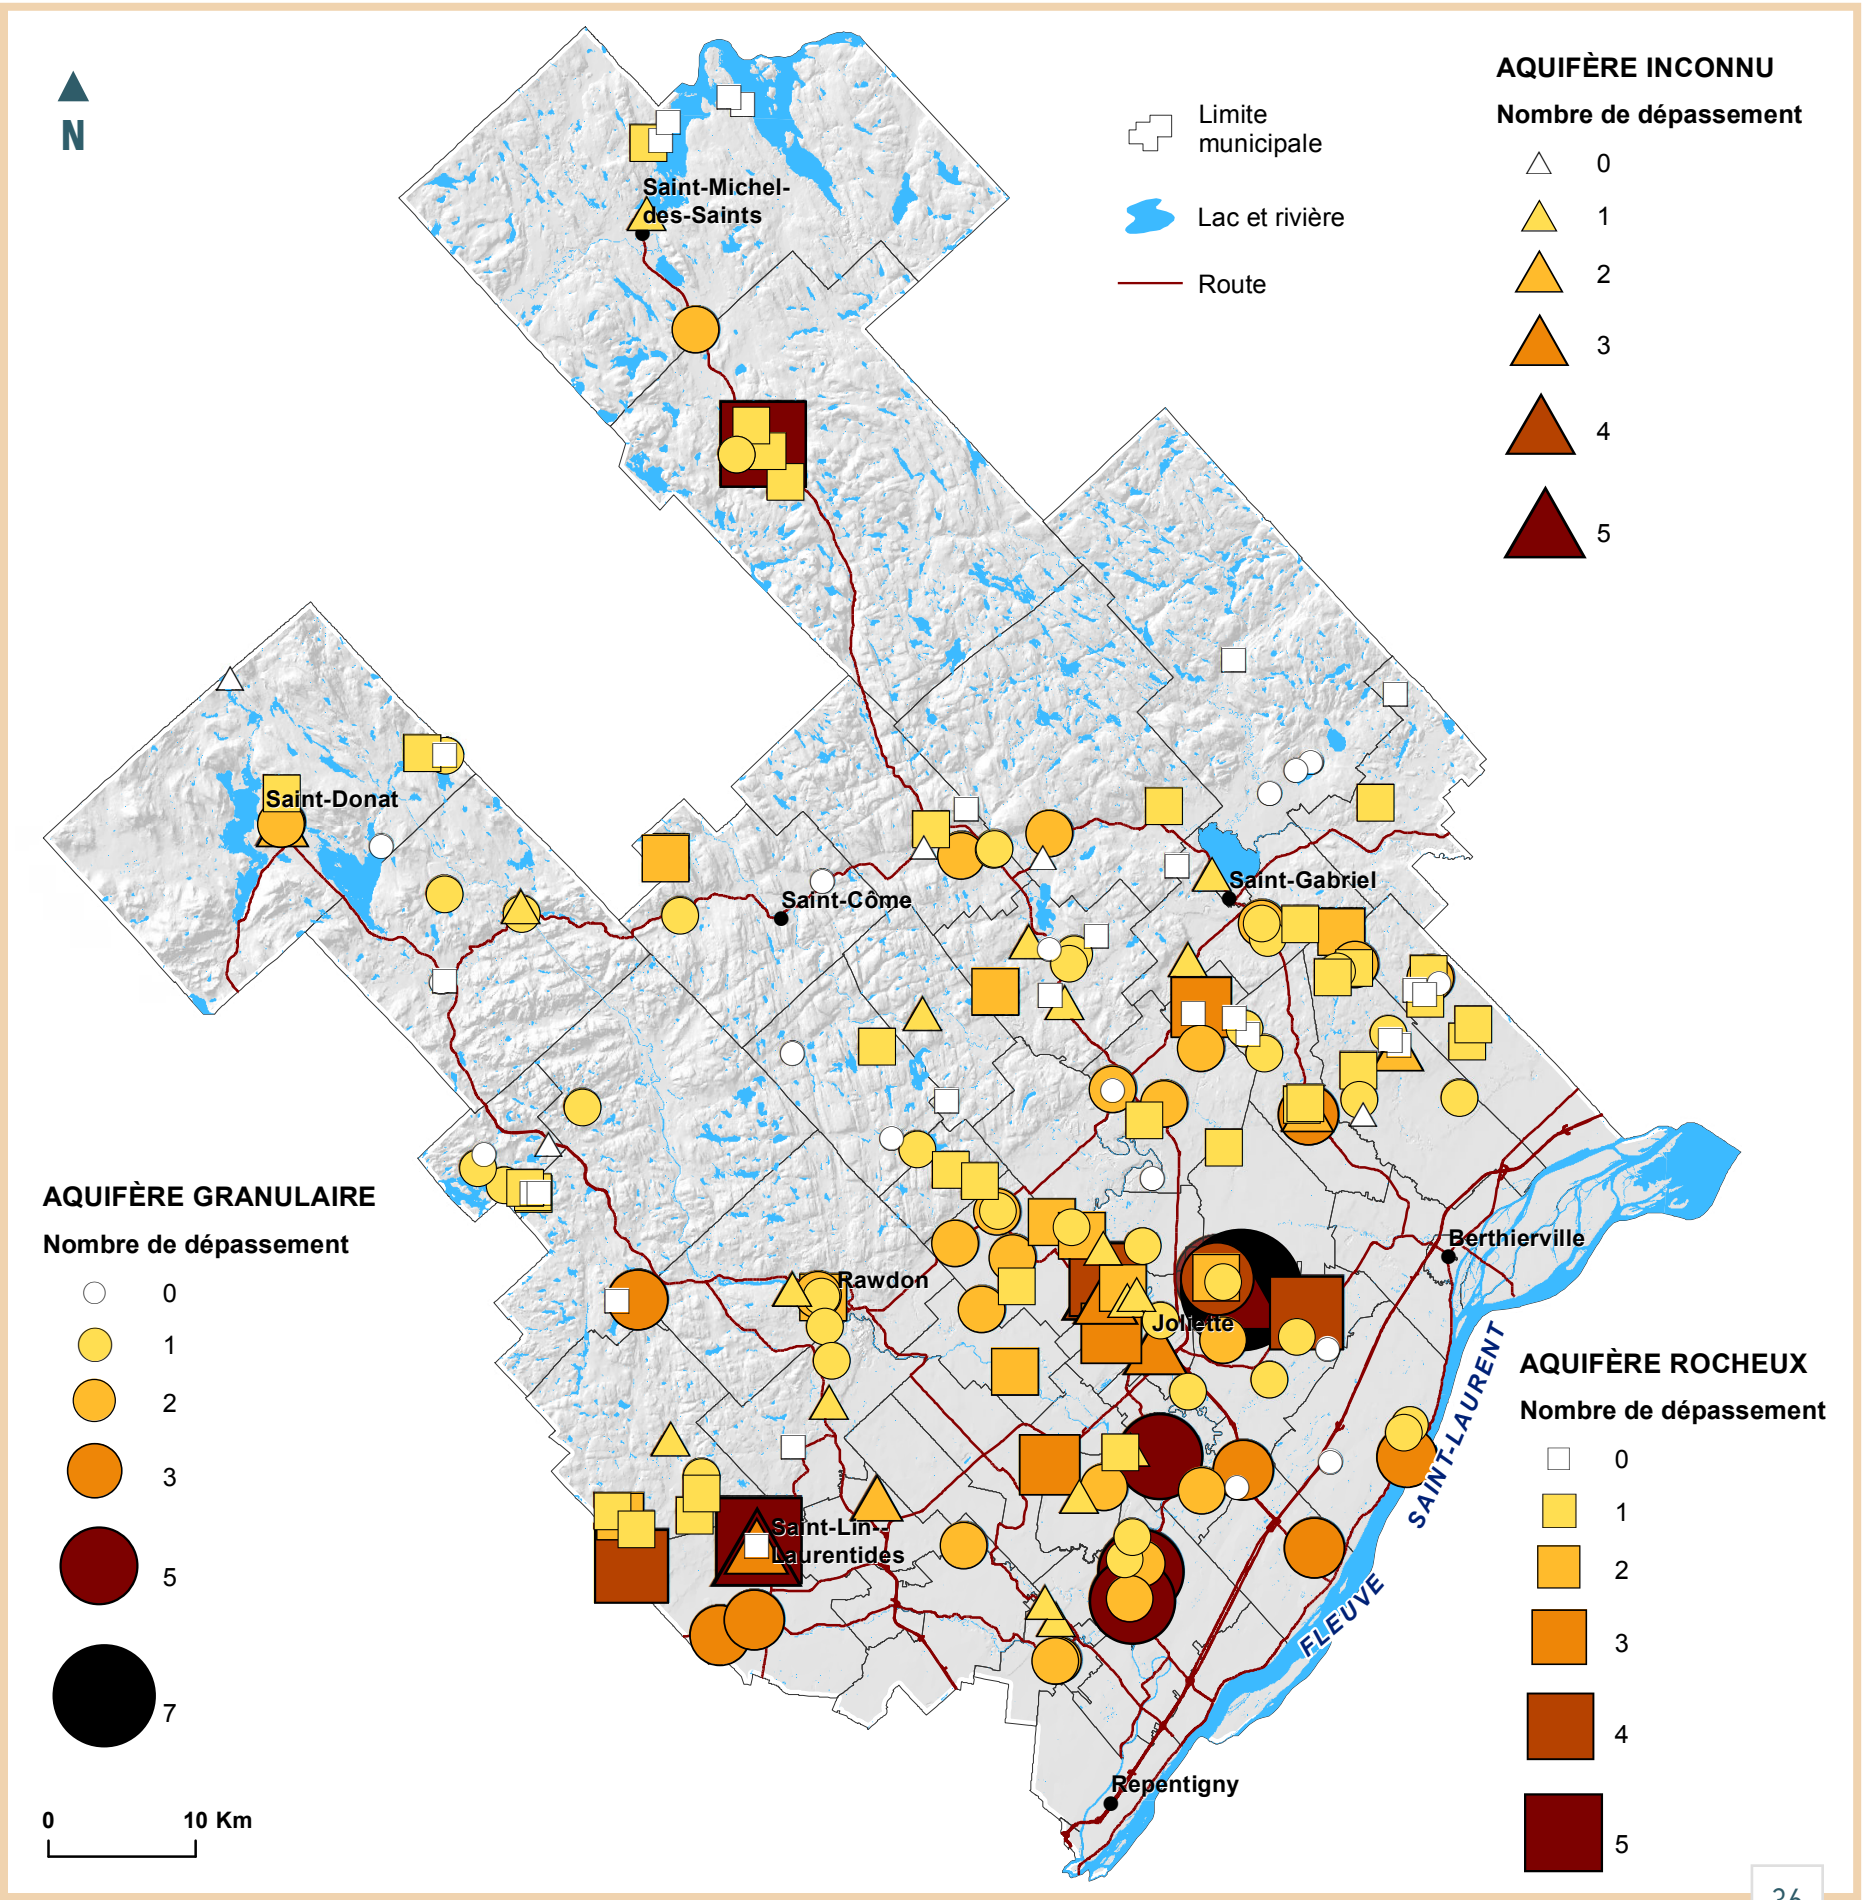 N
Limite
municipale
Lac et rivière
Route
AQUIFÈRE INCONNU
Nombre de dépassement
0
1
2
3
4
5
Saint-Michel-
des-Saints
Saint-Donat
Saint-Côme
Saint-Gabriel
Berthierville
Rawdon
Joliette
Saint-Lin--
Laurentides
Repentigny
FLEUVE
SAINT-LAURENT
AQUIFÈRE GRANULAIRE
Nombre de dépassement
0
1
2
3
5
7
0 10 Km
AQUIFÈRE ROCHEUX
Nombre de dépassement
0
1
2
3
4
5